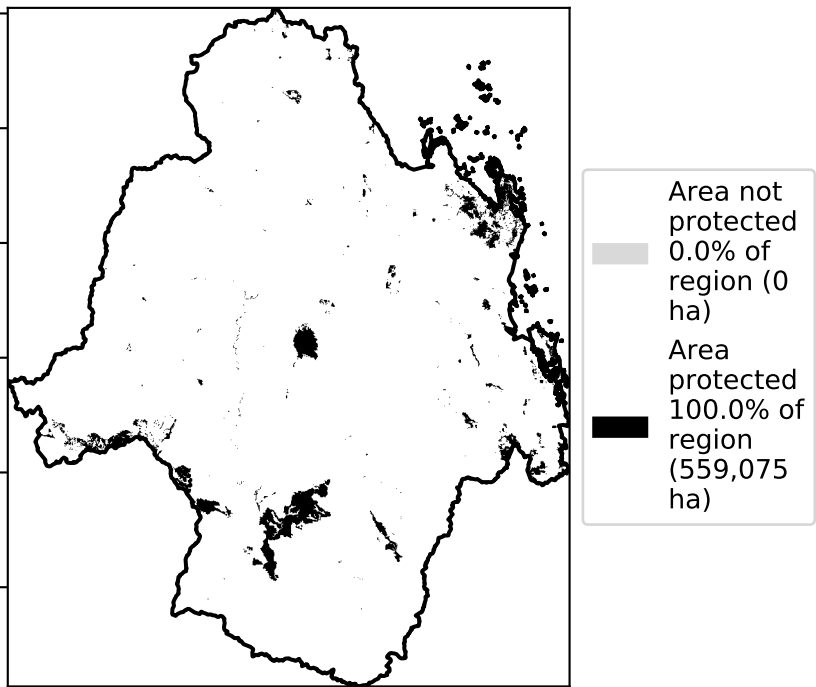 Area not
protected
0.0% of
region (0
ha)
Area
protected
100.0% of
region
(559,075
ha)